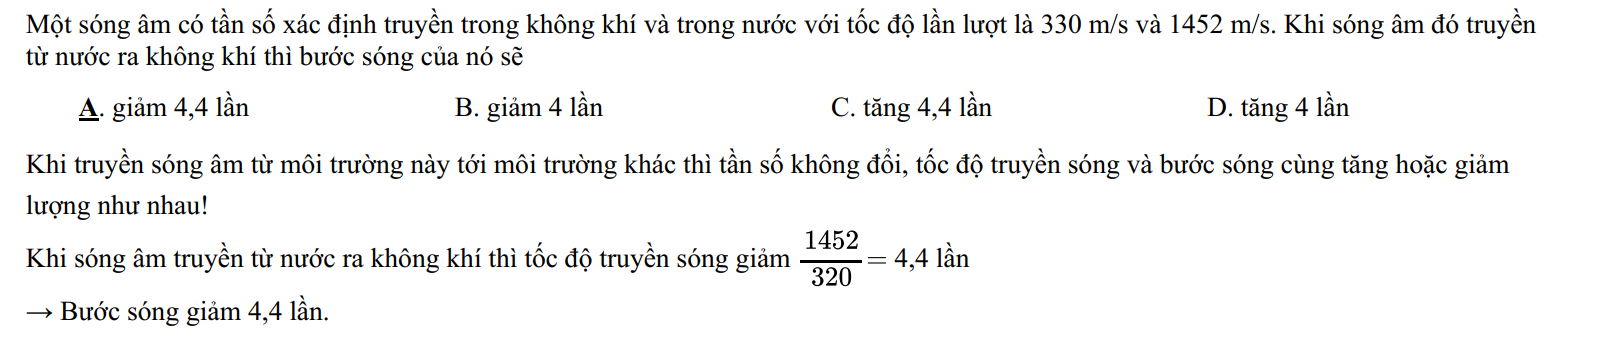 Một sóng âm có tần số xác định truyền trong không khí và trong nước với tốc độ lần lượt là 330 m/s và 1452 m/s. Khi sóng âm đó truyền
từ nước ra không khí thì bước sóng của nó sẽ
A. giảm 4,4 lần B. giảm 4 lần C. tăng 4,4 lần D. tăng 4 lần
Khi truyền sóng âm từ môi trường này tới môi trường khác thì tần số không đổi, tốc độ truyền sóng và bước sóng cùng tăng hoặc giảm
lượng như nhau!
Khi sóng âm truyền từ nước ra không khí thì tốc độ truyền sóng giảm 1452/320 = 4,4 lần
→ Bước sóng giảm 4,4 lần.